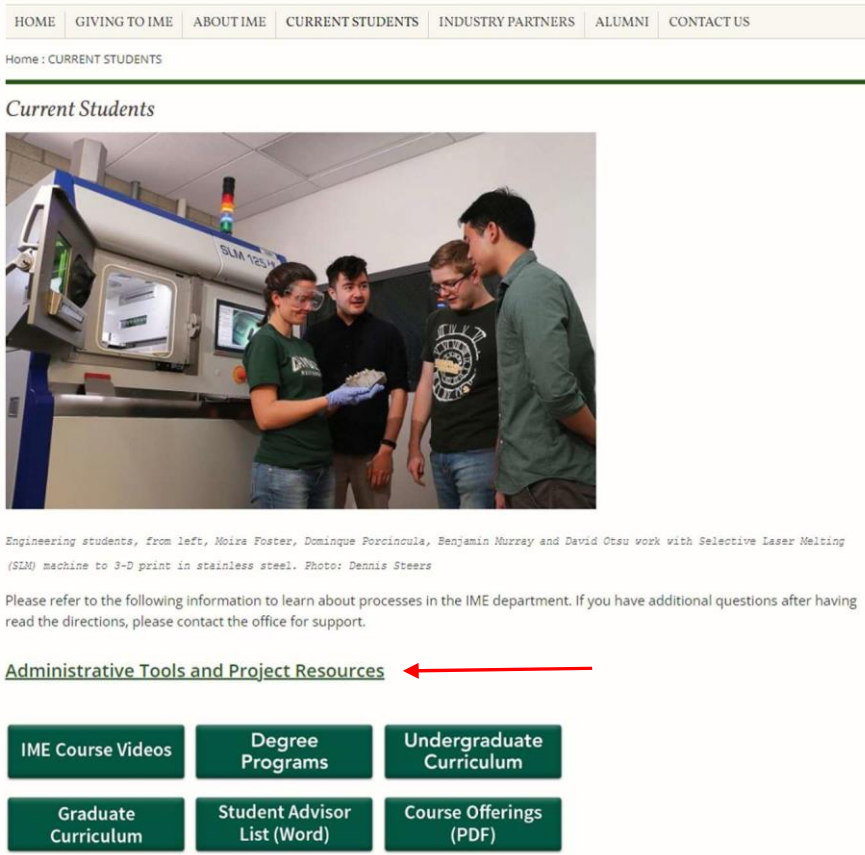 HOME GIVING TO IME ABOUT IME CURRENT STUDENTS INDUSTRY PARTNERS ALUMNI CONTACT US
Home : CURRENT STUDENTS
Current Students
SLM 125
Engineering students, from left, Moira Foster, Dominque Porcincula, Benjamin Murray and David Otsu work with Selective Laser Melting
(SLM) machine to 3-D print in stainless steel. Photo: Dennis Steers
Please refer to the following information to learn about processes in the IME department. If you have additional questions after having
read the directions, please contact the office for support.
Administrative Tools and Project Resources
IME Course Videos
Degree
Programs
Undergraduate
Curriculum
Graduate
Curriculum
Student Advisor
List (Word)
Course Offerings
(PDF)